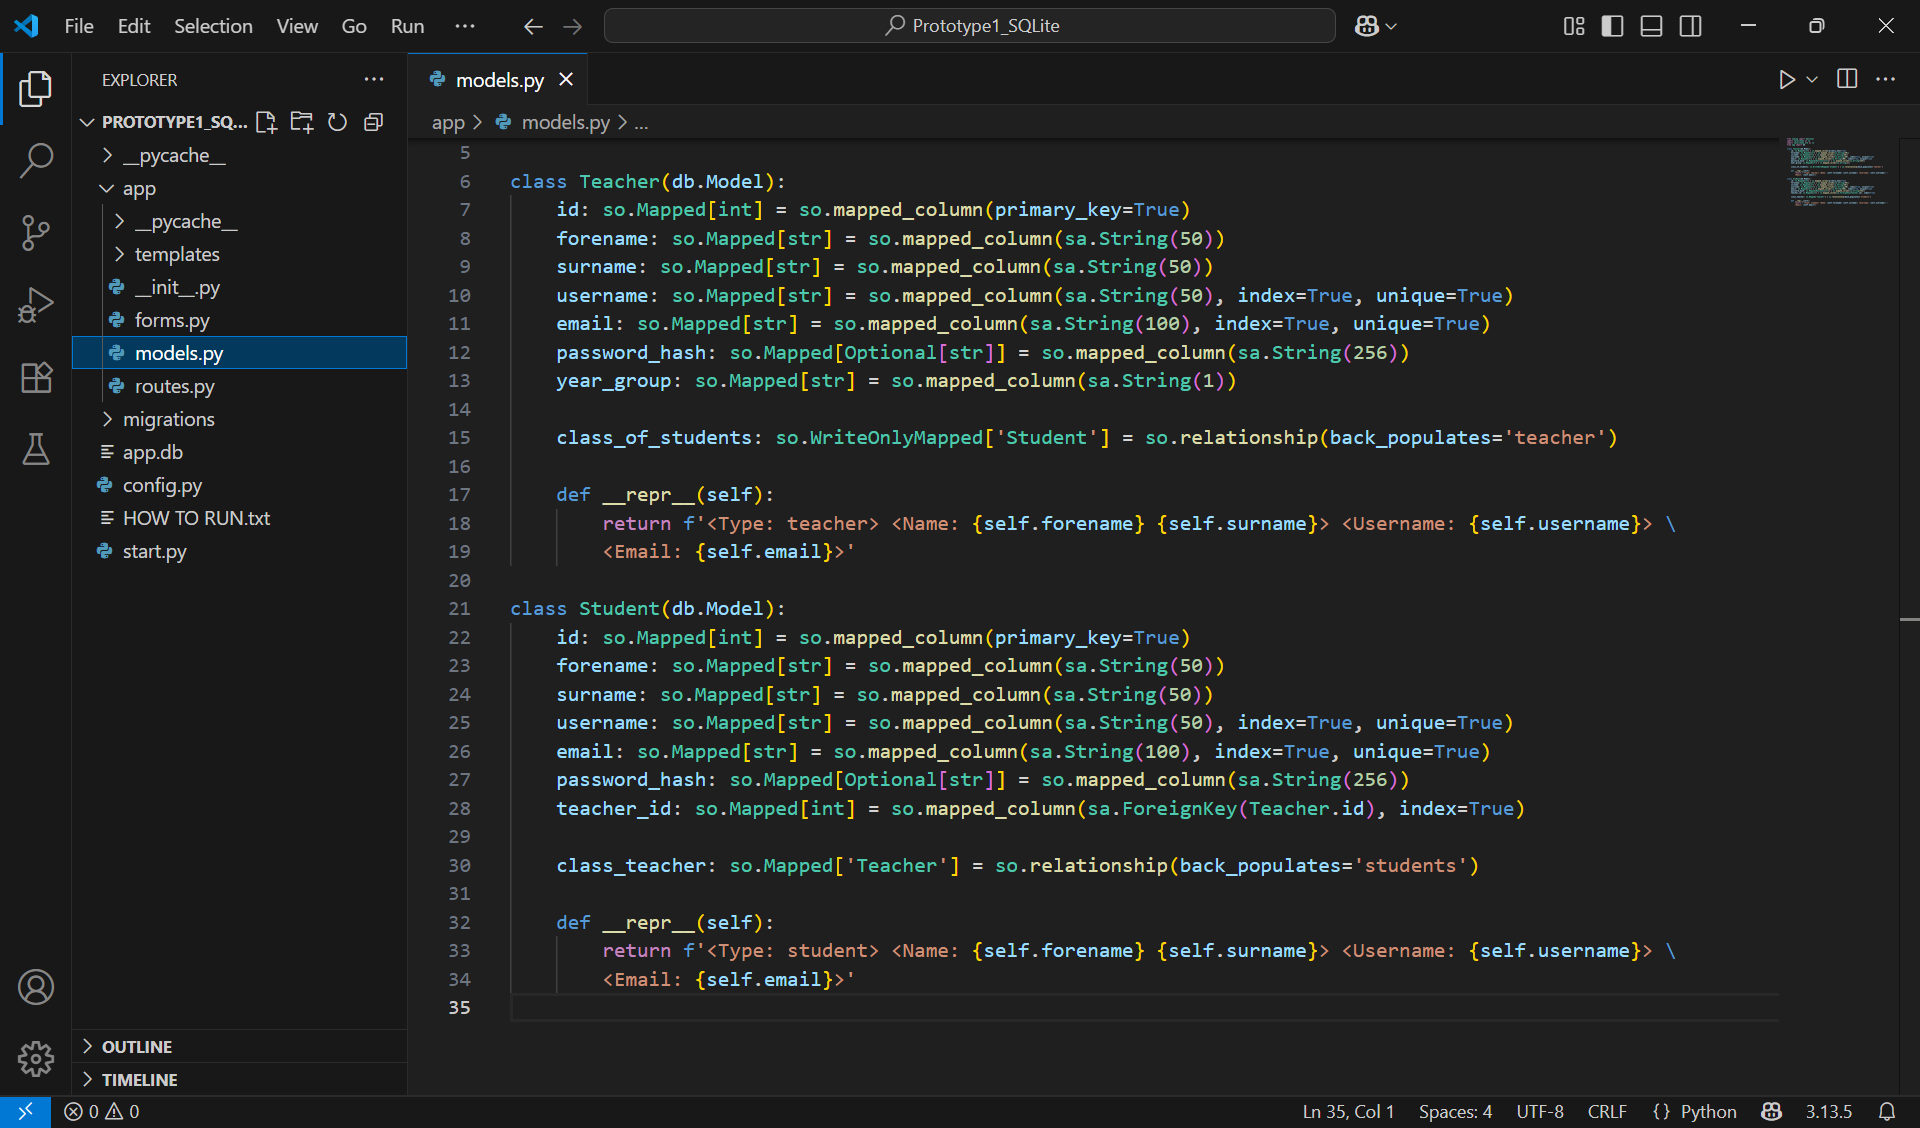 File Edit Selection View Go Run ...
Prototype1_SQLite
EXPLORER
PROTOTYPE1_SQ...
__pycache__
app
__pycache__
templates
__init__.py
forms.py
models.py
routes.py
migrations
app.db
config.py
HOW TO RUN.txt
start.py
OUTLINE
TIMELINE
models.py
app > models.py > ...
5
6 class Teacher(db.Model):
7 id: so.Mapped[int] = so.mapped_column(primary_key=True)
8 forename: so.Mapped[str] = so.mapped_column(sa.String(50))
9 surname: so.Mapped[str] = so.mapped_column(sa.String(50))
10 username: so.Mapped[str] = so.mapped_column(sa.String(50), index=True, unique=True)
11 email: so.Mapped[str] = so.mapped_column(sa.String(100), index=True, unique=True)
12 password_hash: so.Mapped[Optional[str]] = so.mapped_column(sa.String(256))
13 year_group: so.Mapped[str] = so.mapped_column(sa.String(1))
14
15 class_of_students: so.WriteOnlyMapped['Student'] = so.relationship(back_populates='teacher')
16
17 def __repr__(self):
18 return f'<Type: teacher> <Name: {self.forename} {self.surname}> <Username: {self.username}> \
19 <Email: {self.email}>'
20
21 class Student(db.Model):
22 id: so.Mapped[int] = so.mapped_column(primary_key=True)
23 forename: so.Mapped[str] = so.mapped_column(sa.String(50))
24 surname: so.Mapped[str] = so.mapped_column(sa.String(50))
25 username: so.Mapped[str] = so.mapped_column(sa.String(50), index=True, unique=True)
26 email: so.Mapped[str] = so.mapped_column(sa.String(100), index=True, unique=True)
27 password_hash: so.Mapped[Optional[str]] = so.mapped_column(sa.String(256))
28 teacher_id: so.Mapped[int] = so.mapped_column(sa.ForeignKey(Teacher.id), index=True)
29
30 class_teacher: so.Mapped['Teacher'] = so.relationship(back_populates='students')
31
32 def __repr__(self):
33 return f'<Type: student> <Name: {self.forename} {self.surname}> <Username: {self.username}> \
34 <Email: {self.email}>'
35
0 0
Ln 35, Col 1 Spaces: 4 UTF-8 CRLF {} Python 3.13.5